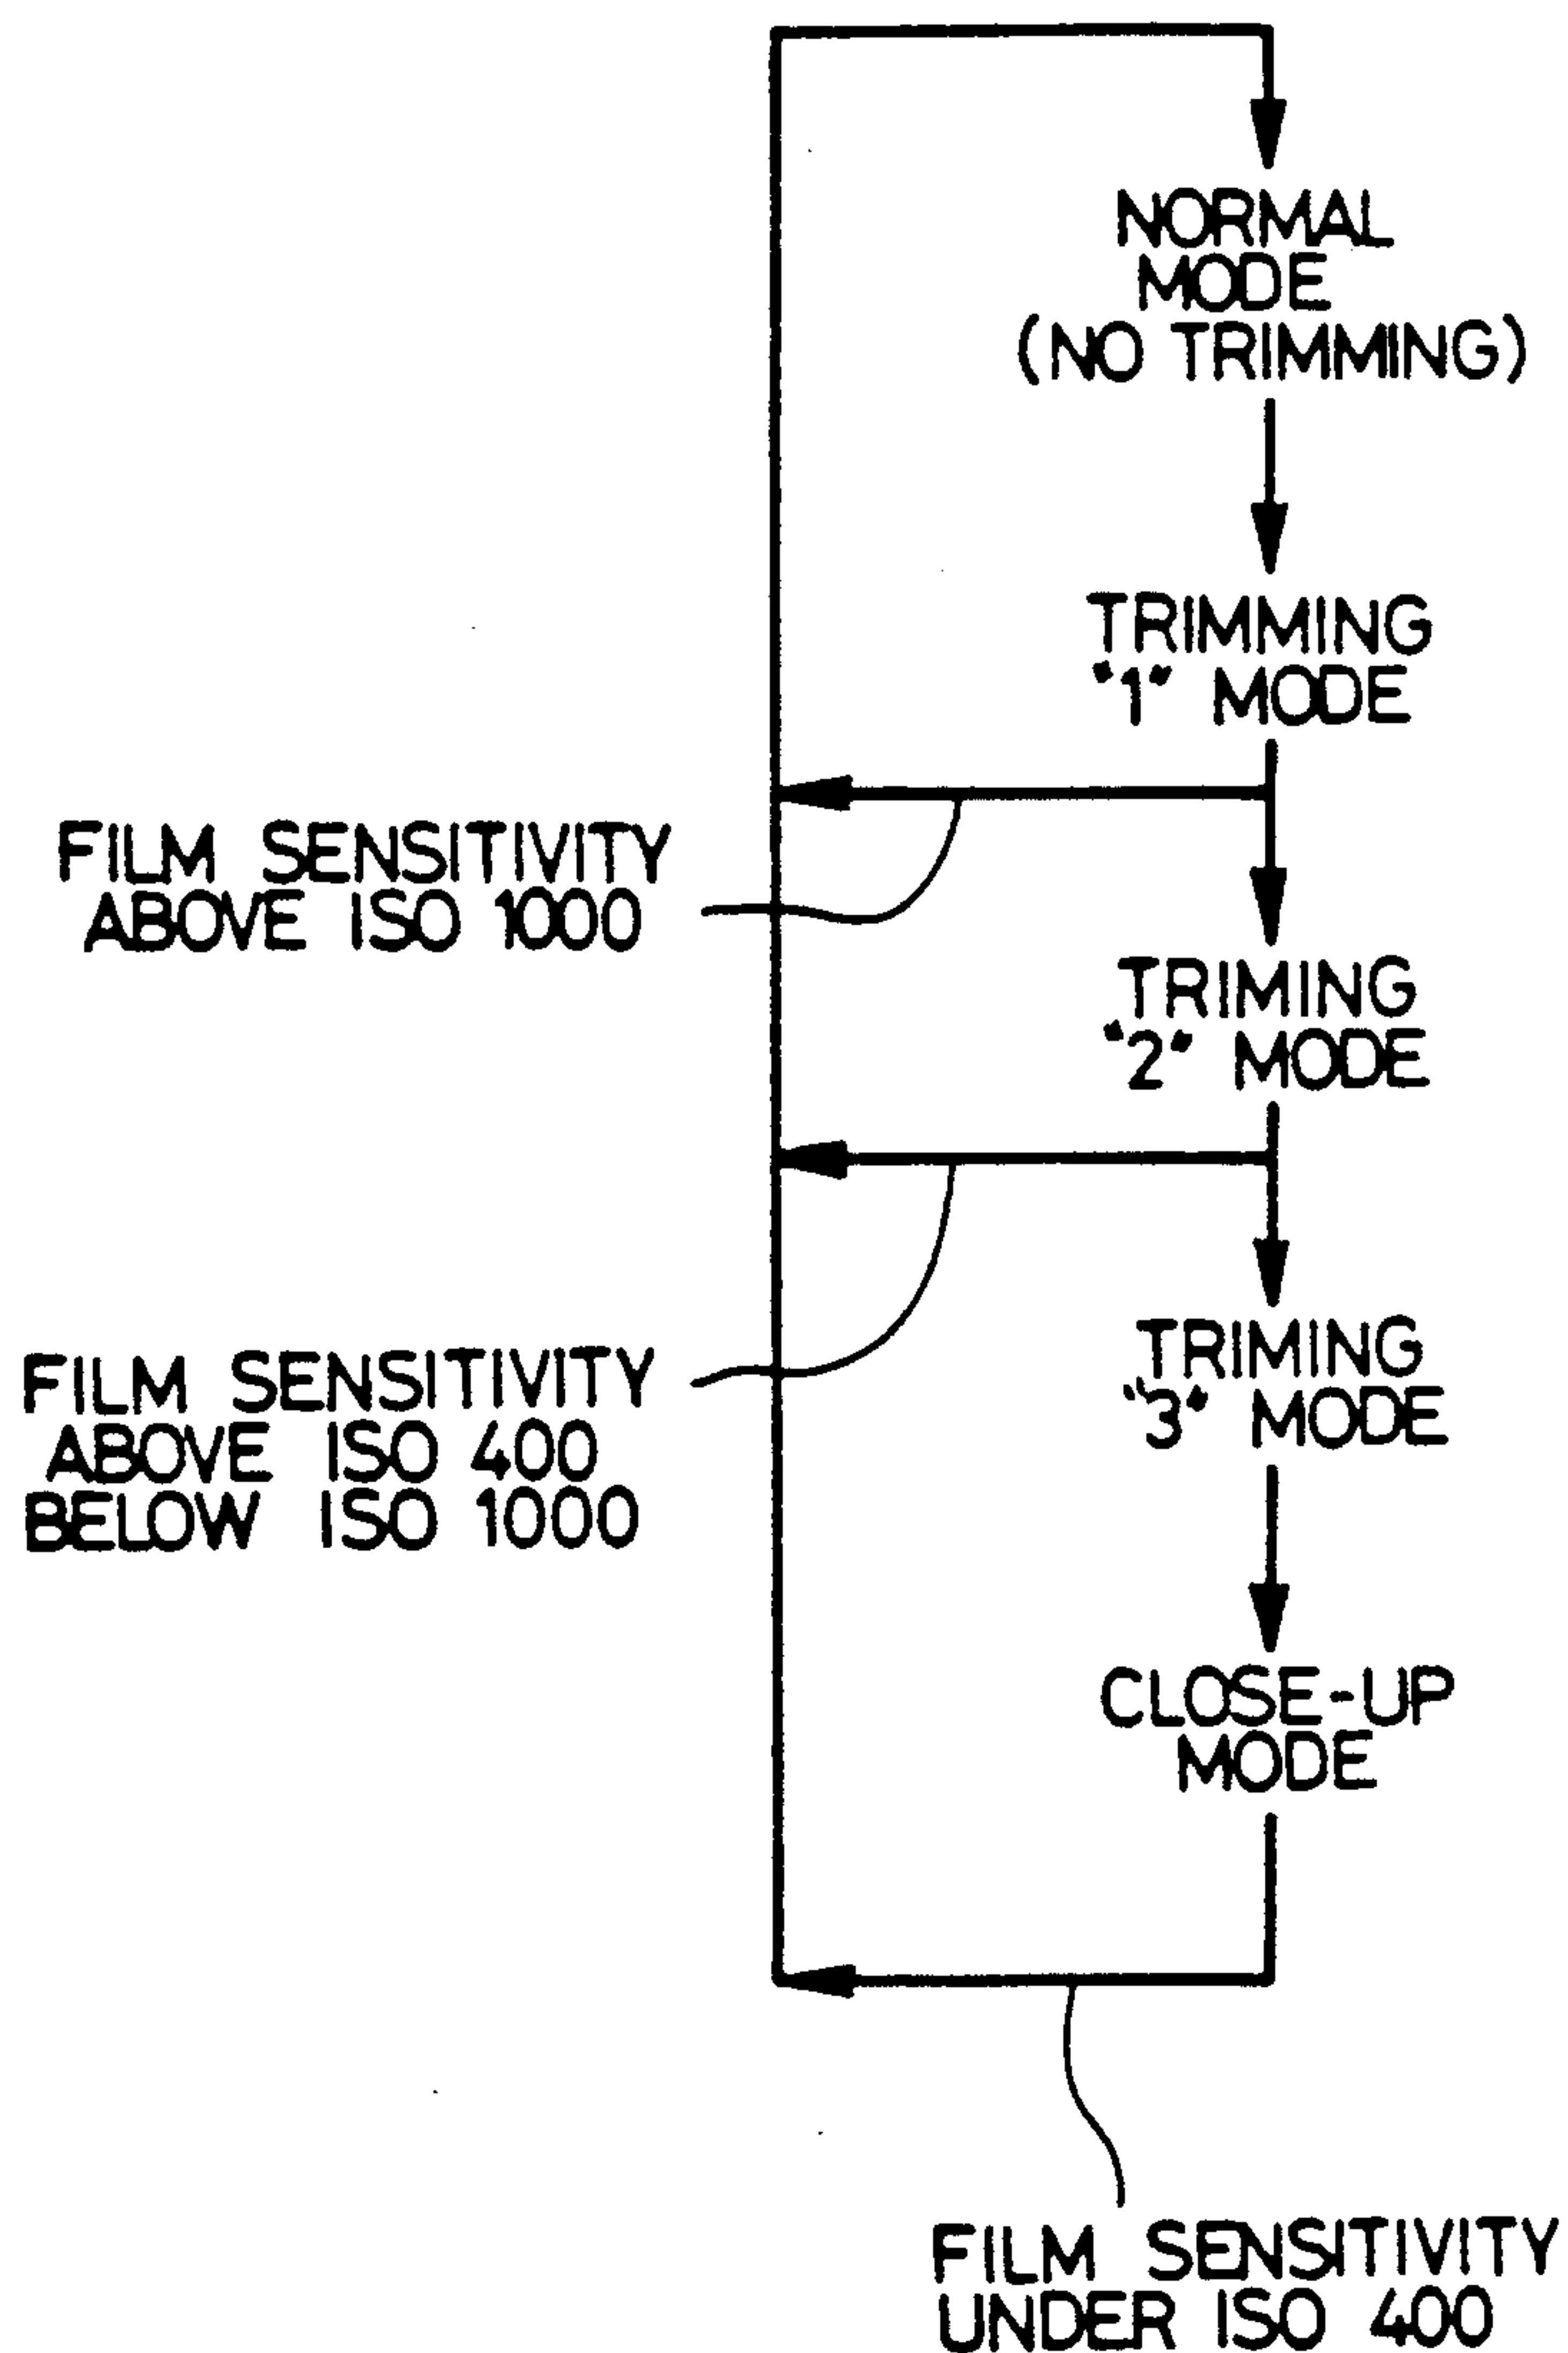 NORMAL
MODE
(NO TRIMMING)
TRIMMING
"1" MODE
FILM SENSITIVITY
ABOVE ISO 1000
TRIMING
"2" MODE
FILM SENSITIVITY
ABOVE ISO 400
BELOW ISO 1000
TRIMING
"3" MODE
CLOSE-UP
MODE
FILM SENSITIVITY
UNDER ISO 400